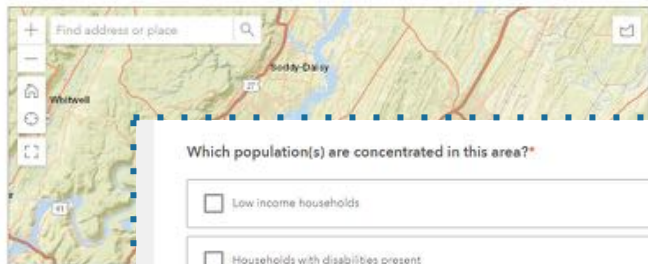 Find address or place
Soddy-Daisy
27
Whitwell
41
Which population(s) are concentrated in this area?*
Low income households
Households with disabilities present